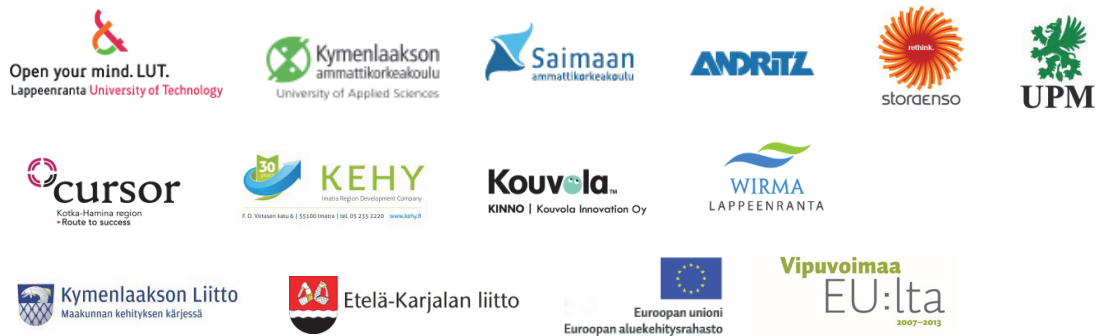 Open your mind. LUT.
Lappeenranta University of Technology
Kymenlaakson
ammattikorkeakoulu
University of Applied Sciences
Saimaan
ammattikorkeakoulu
ANDRITZ
rethink.
storaenso
UPM
cursor
Kotka-Hamina region
-Route to success
30
years
KEHY
Imatra Region Development Company
F. O. Virtasen katu 6 | 55100 Imatra | tel. 05 235 2220 www.kehy.fi
Kouvola™
KINNO | Kouvola Innovation Oy
WIRMA
LAPPEENRANTA
Kymenlaakson Liitto
Maakunnan kehityksen kärjessä
Etelä-Karjalan liitto
Euroopan unioni
Euroopan aluekehitysrahasto
Vipuvoimaa
EU:lta
2007–2013